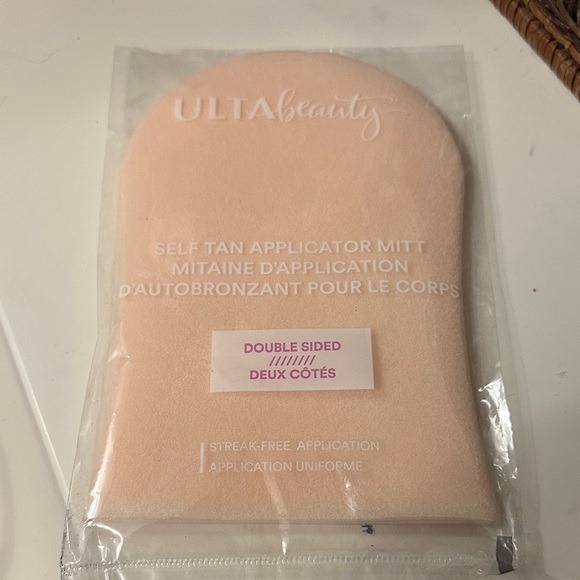 ULTAbeauty
SELF TAN APPLICATOR MITT
MITAINE D'APPLICATION
D'AUTOBRONZANT POUR LE CORPS
DOUBLE SIDED
////////
DEUX CÔTÉS
STREAK-FREE APPLICATION
APPLICATION UNIFORME